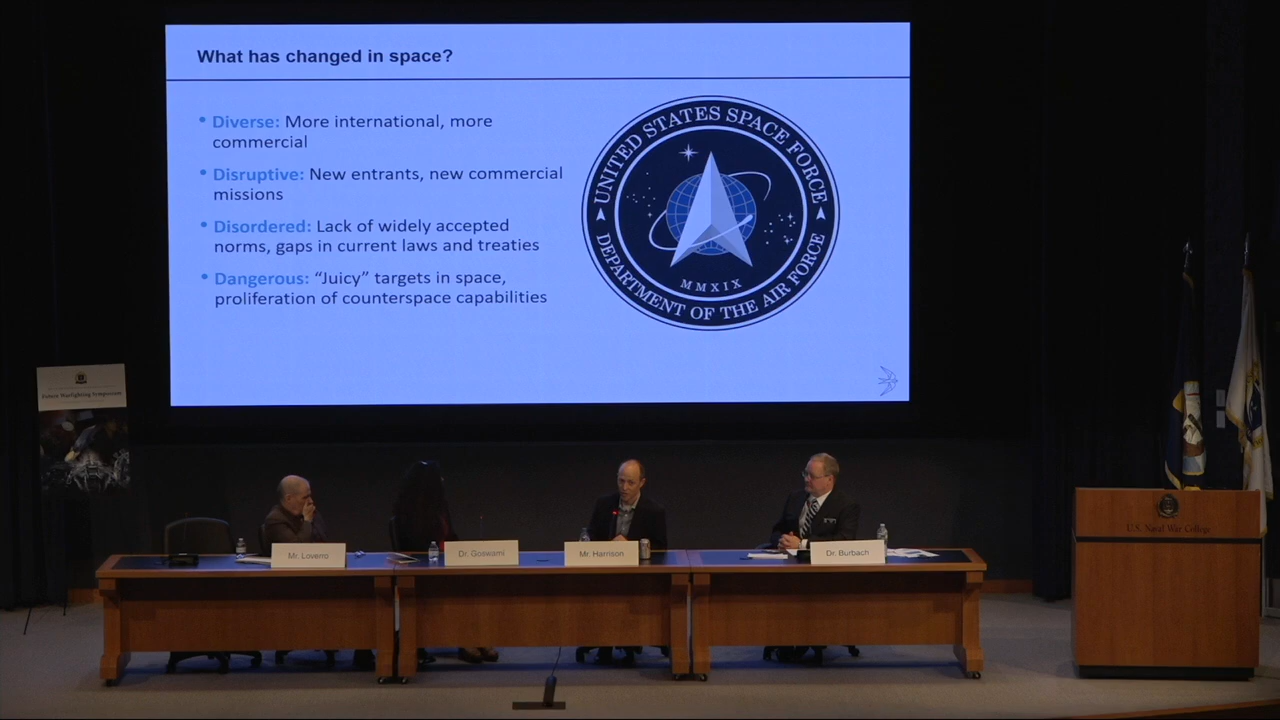 What has changed in space?
• Diverse: More international, more
commercial
• Disruptive: New entrants, new commercial
missions
• Disordered: Lack of widely accepted
norms, gaps in current laws and treaties
• Dangerous: “Juicy” targets in space,
proliferation of counterspace capabilities
UNITED STATES SPACE FORCE
MMXIX
DEPARTMENT OF THE AIR FORCE
Future Warfighting Symposium
Mr. Loverro
Dr. Goswami
Mr. Harrison
Dr. Burbach
U.S. Naval War College